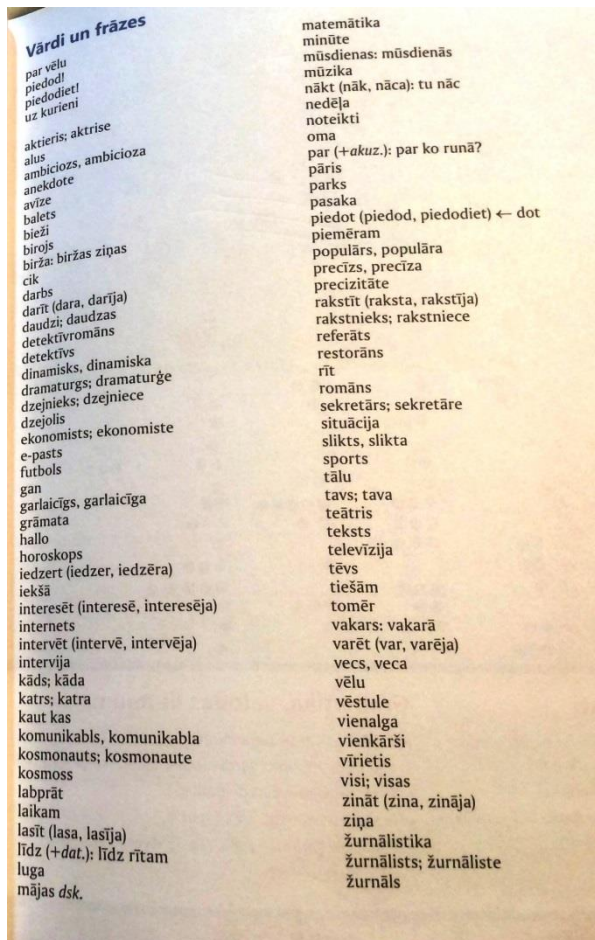 Vārdi un frāzes
par vēlu
piedod!
piedodiet!
uz kurieni
aktieris; aktrise
alus
ambiciozs, ambicioza
anekdote
avīze
balets
bieži
birojs
birža: biržas ziņas
cik
darbs
darīt (dara, darīja)
daudzi; daudzas
detektīvromāns
detektīvs
dinamisks, dinamiska
dramaturgs; dramaturģe
dzejnieks; dzejniece
dzejolis
ekonomists; ekonomiste
e-pasts
futbols
gan
garlaicīgs, garlaicīga
grāmata
hallo
horoskops
iedzert (iedzer, iedzēra)
iekšā
interesēt (interesē, interesēja)
internets
intervēt (intervē, intervēja)
intervija
kāds; kāda
katrs; katra
kaut kas
komunikabls, komunikabla
kosmonauts; kosmonaute
kosmoss
labprāt
laikam
lasīt (lasa, lasīja)
līdz (+dat.): līdz rītam
luga
mājas dsk.
matemātika
minūte
mūsdienas: mūsdienās
mūzika
nākt (nāk, nāca): tu nāc
nedēļa
noteikti
oma
par (+akuz.): par ko runā?
pāris
parks
pasaka
piedot (piedod, piedodiet) ← dot
piemēram
populārs, populāra
precīzs, precīza
precizitāte
rakstīt (raksta, rakstīja)
rakstnieks; rakstniece
referāts
restorāns
rīt
romāns
sekretārs; sekretāre
situācija
slikts, slikta
sports
tālu
tavs; tava
teātris
teksts
televīzija
tēvs
tiešām
tomēr
vakars: vakarā
varēt (var, varēja)
vecs, veca
vēlu
vēstule
vienalga
vienkārši
vīrietis
visi; visas
zināt (zina, zināja)
ziņa
žurnālistika
žurnālists; žurnāliste
žurnāls